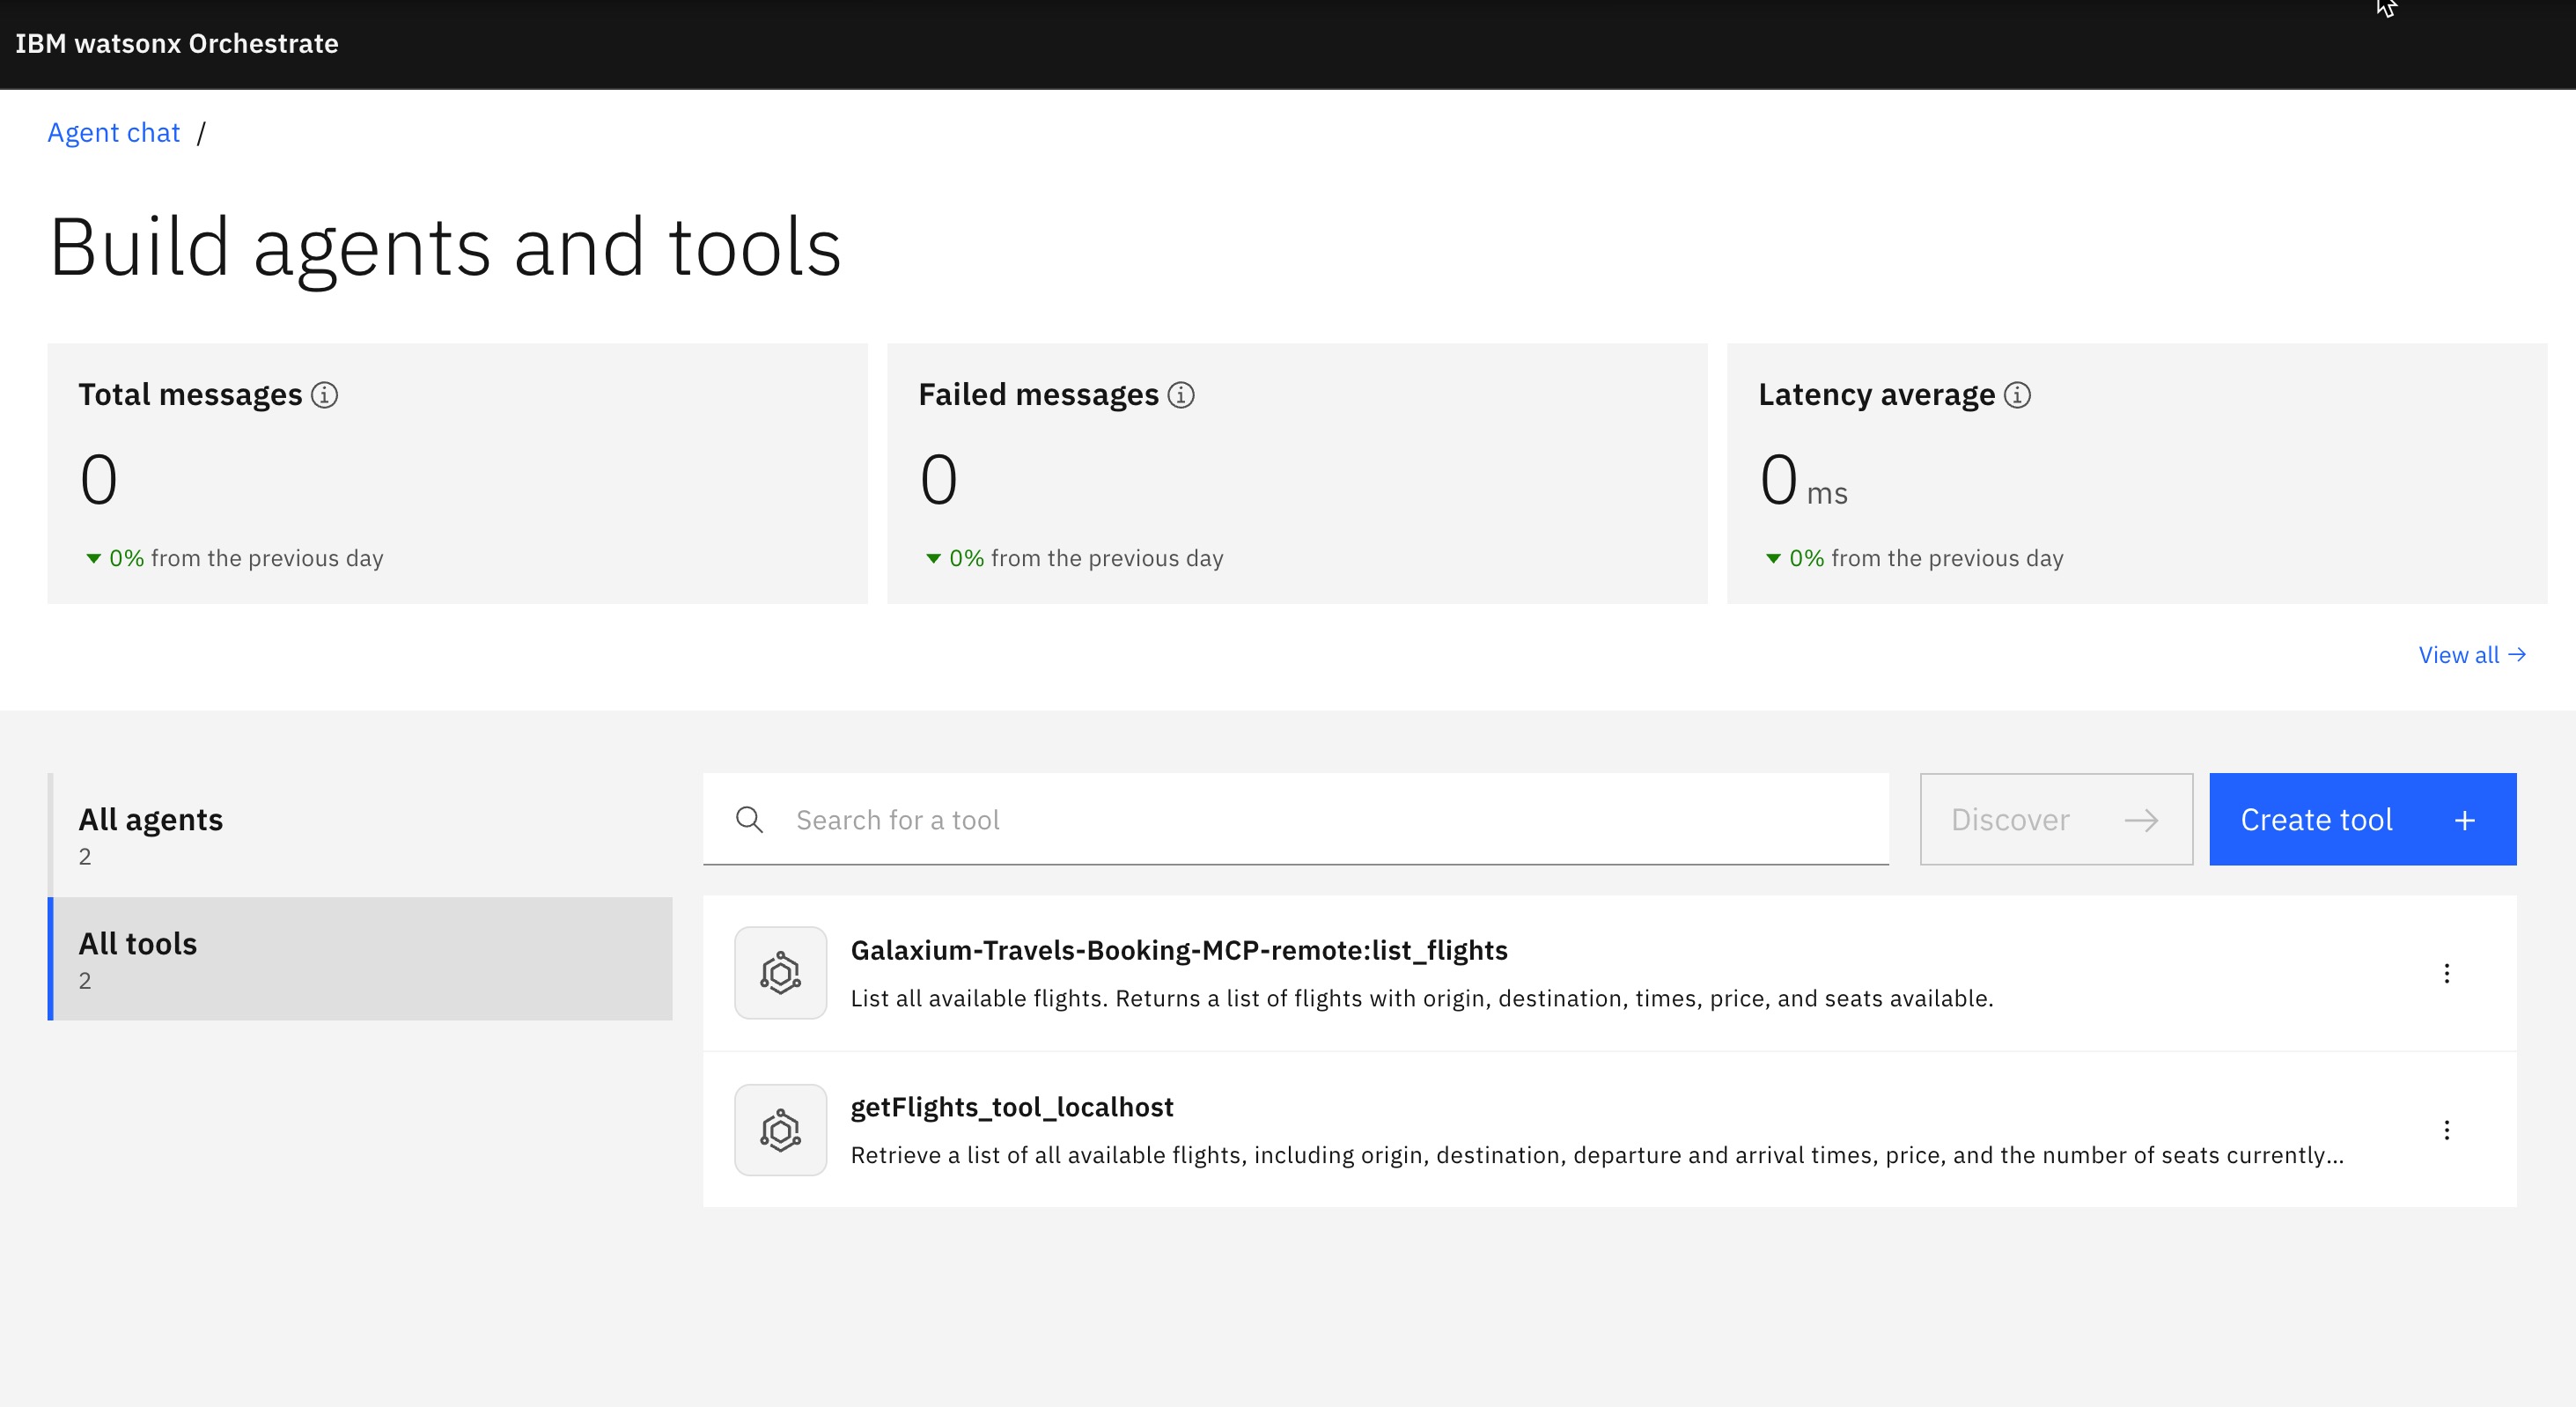 IBM watsonx Orchestrate
Agent chat /
Build agents and tools
Total messages
0
0% from the previous day
Failed messages
0
0% from the previous day
Latency average
0 ms
0% from the previous day
View all
All agents
2
All tools
2
Search for a tool
Discover
Create tool +
Galaxium-Travels-Booking-MCP-remote:list_flights
List all available flights. Returns a list of flights with origin, destination, times, price, and seats available.
getFlights_tool_localhost
Retrieve a list of all available flights, including origin, destination, departure and arrival times, price, and the number of seats currently...